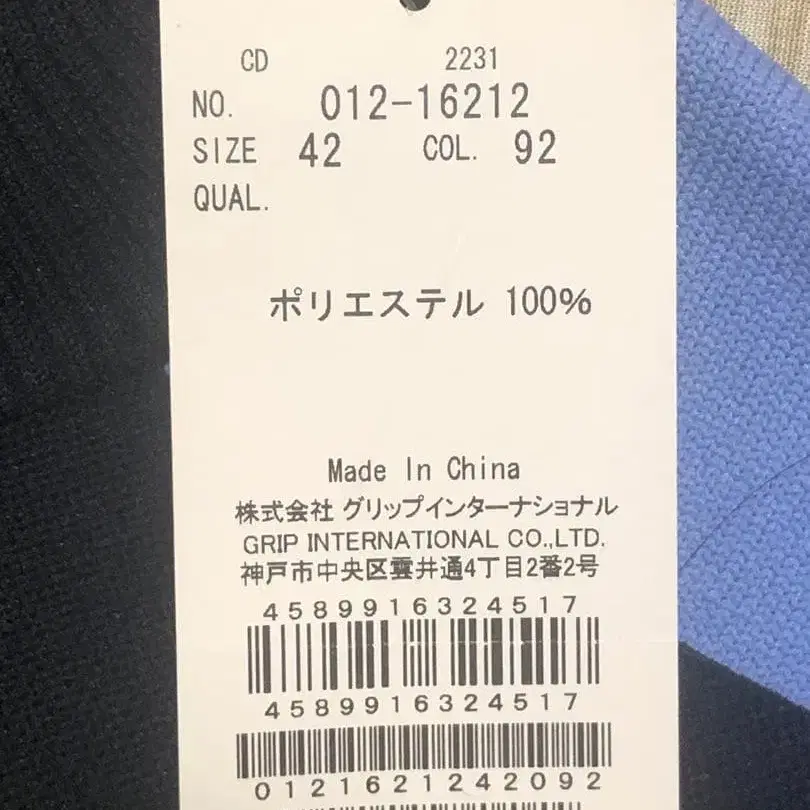 CD 2231
NO. 012-16212
SIZE 42 COL. 92
QUAL.
ポリエステル 100%
Made In China
株式会社 グリップインターナショナル
GRIP INTERNATIONAL CO.,LTD.
神戸市中央区雲井通4丁目2番2号
4589916324517
4589916324517
0121621242092